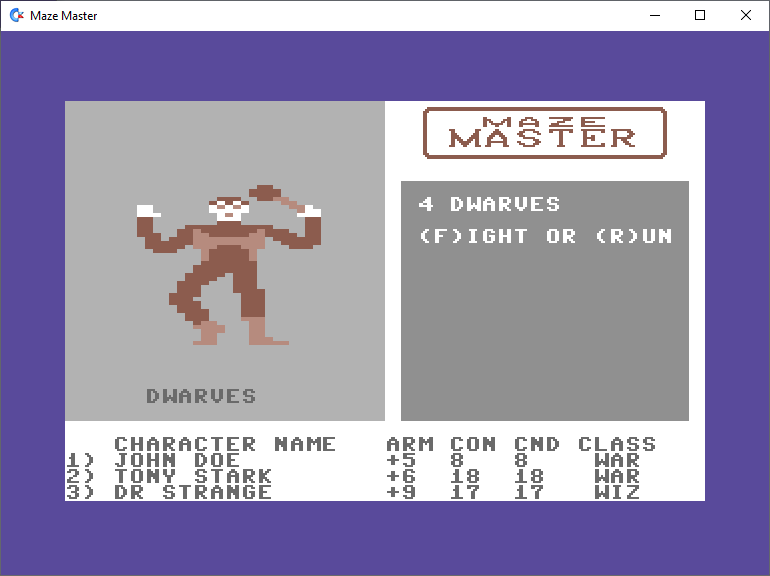 Maze Master
MAZE
MASTER
4 DWARVES
(F)IGHT OR (R)UN
DWARVES
CHARACTER NAME ARM CON CND CLASS
1) JOHN DOE +5 8 8 WAR
2) TONY STARK +6 18 18 WAR
3) DR STRANGE +9 17 17 WIZ